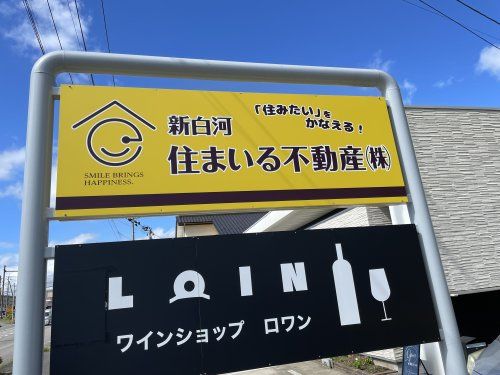 「住みたい」を
かなえる！
新白河
住まいる不動産㈱
SMILE BRINGS
HAPPINESS.
LOIN
ワインショップ ロワン